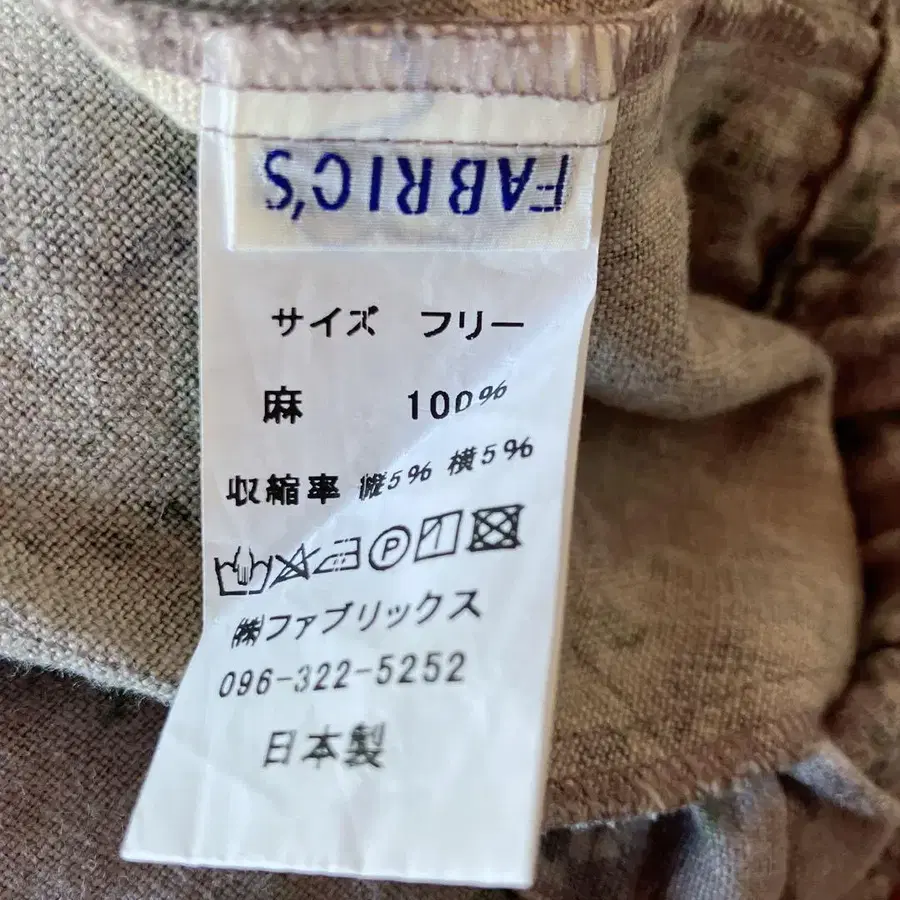 FABRIC'S
サイズ フリー
麻 100%
収縮率 縦5% 横5%
P
㈱ファブリックス
096-322-5252
日本製